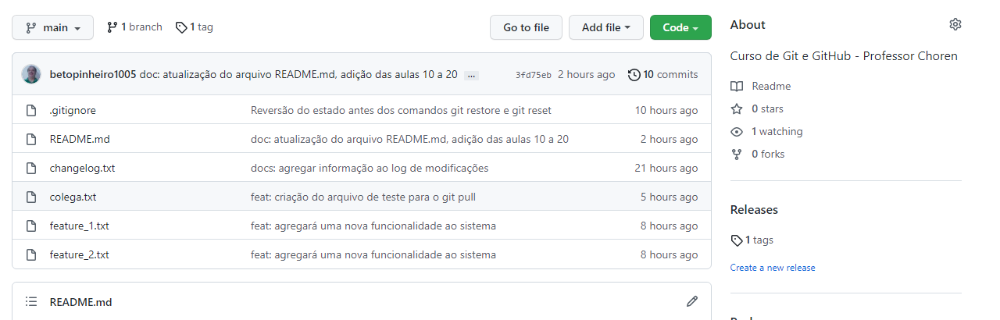 main 1 branch 1 tag Go to file Add file Code
betopinheiro1005 doc: atualização do arquivo README.md, adição das aulas 10 a 20 ... 3fd75eb 2 hours ago 10 commits
.gitignore Reversão do estado antes dos comandos git restore e git reset 10 hours ago
README.md doc: atualização do arquivo README.md, adição das aulas 10 a 20 2 hours ago
changelog.txt docs: agregar informação ao log de modificações 21 hours ago
colega.txt feat: criação do arquivo de teste para o git pull 5 hours ago
feature_1.txt feat: agregará uma nova funcionalidade ao sistema 8 hours ago
feature_2.txt feat: agregará uma nova funcionalidade ao sistema 8 hours ago
README.md
About
Curso de Git e GitHub - Professor Choren
Readme
0 stars
1 watching
0 forks
Releases
1 tags
Create a new release